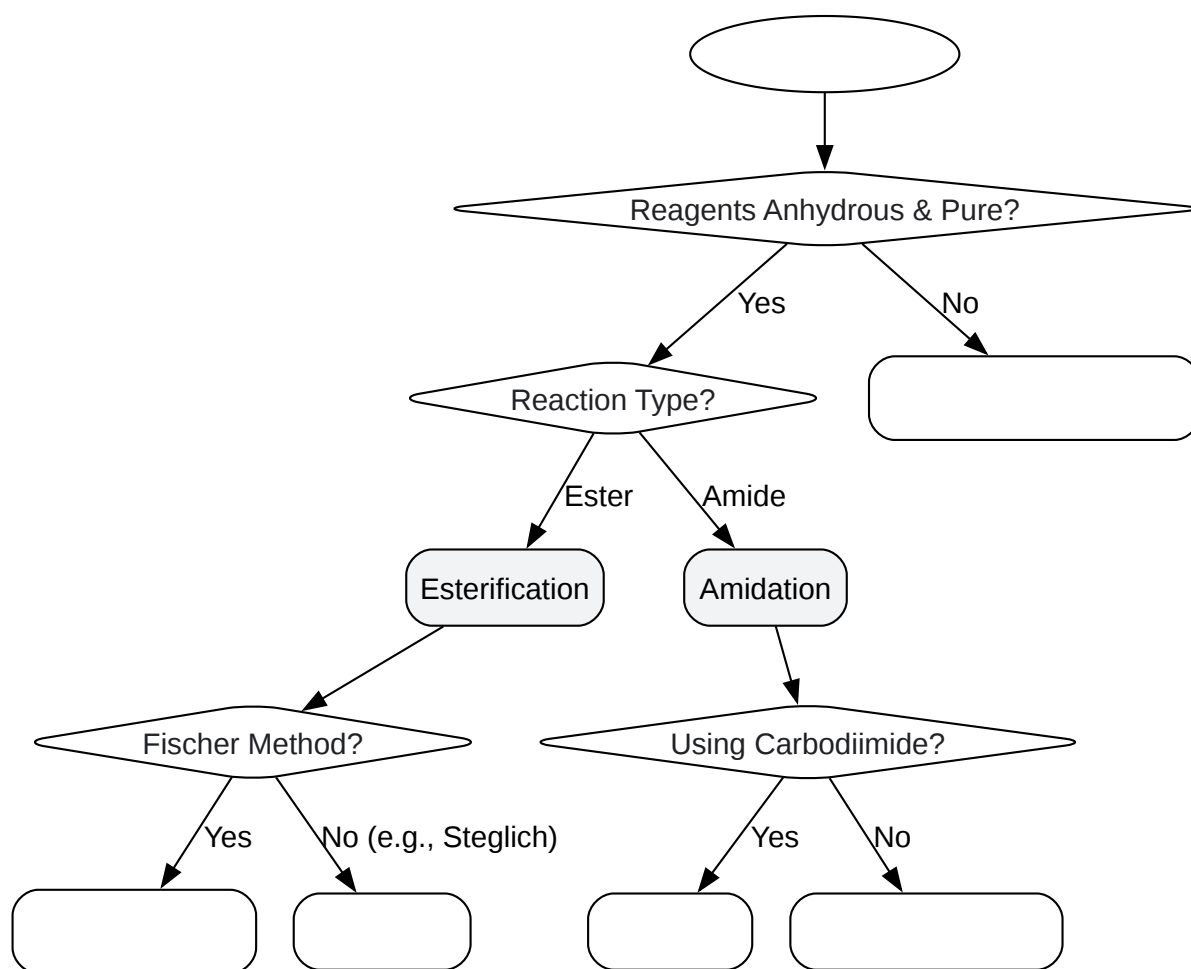 Reagents Anhydrous & Pure?
Yes
No
Reaction Type?
Ester
Amide
Esterification
Amidation
Fischer Method?
Using Carbodiimide?
Yes
No (e.g., Steglich)
Yes
No